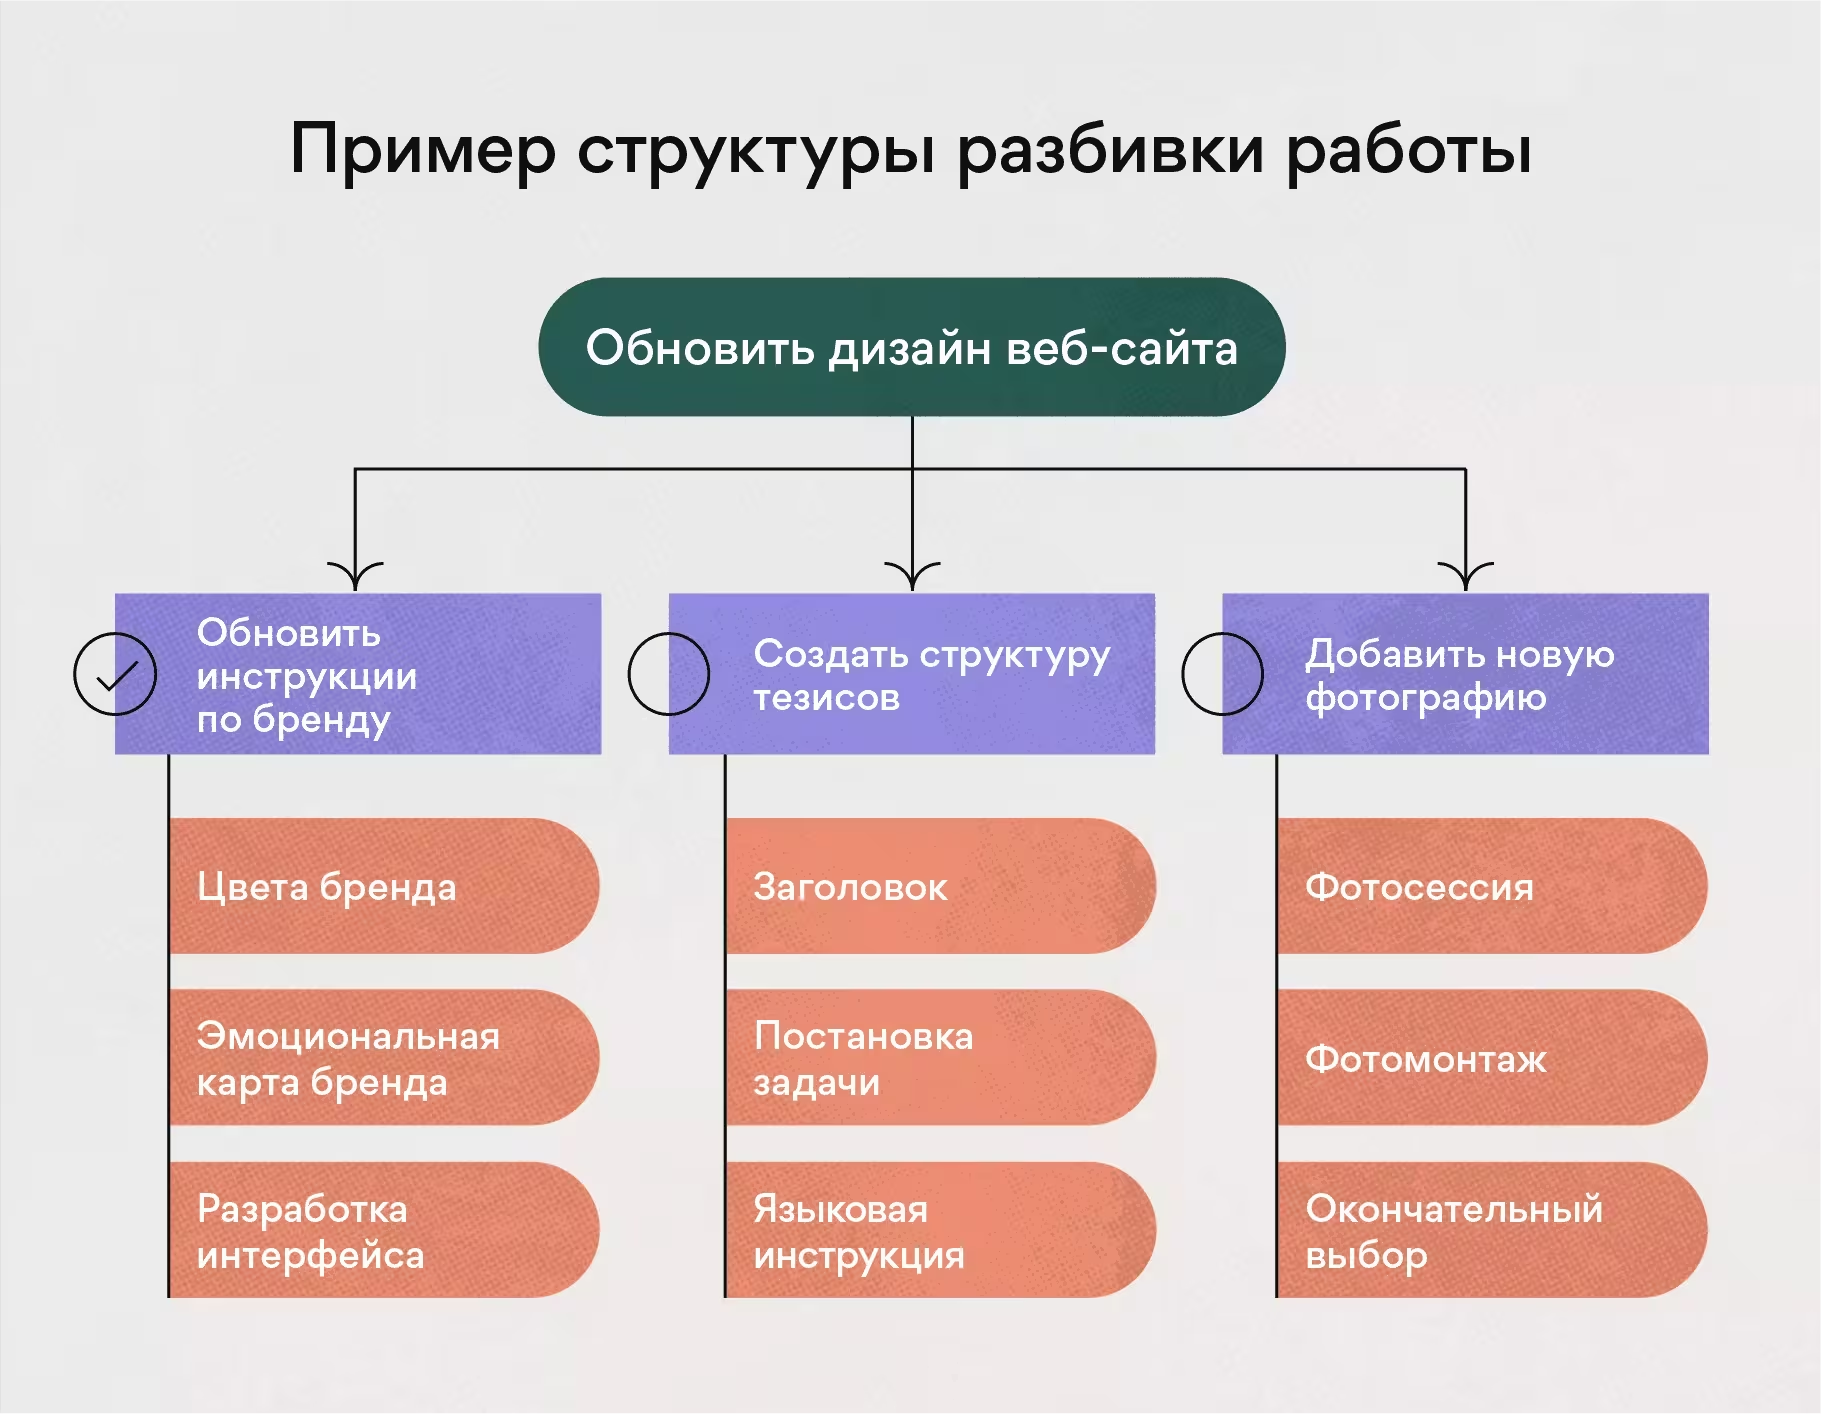 Пример структуры разбивки работы
Обновить дизайн веб-сайта
Обновить
инструкции
по бренду
Цвета бренда
Эмоциональная
карта бренда
Разработка
интерфейса
Создать структуру
тезисов
Заголовок
Постановка
задачи
Языковая
инструкция
Добавить новую
фотографию
Фотосессия
Фотомонтаж
Окончательный
выбор